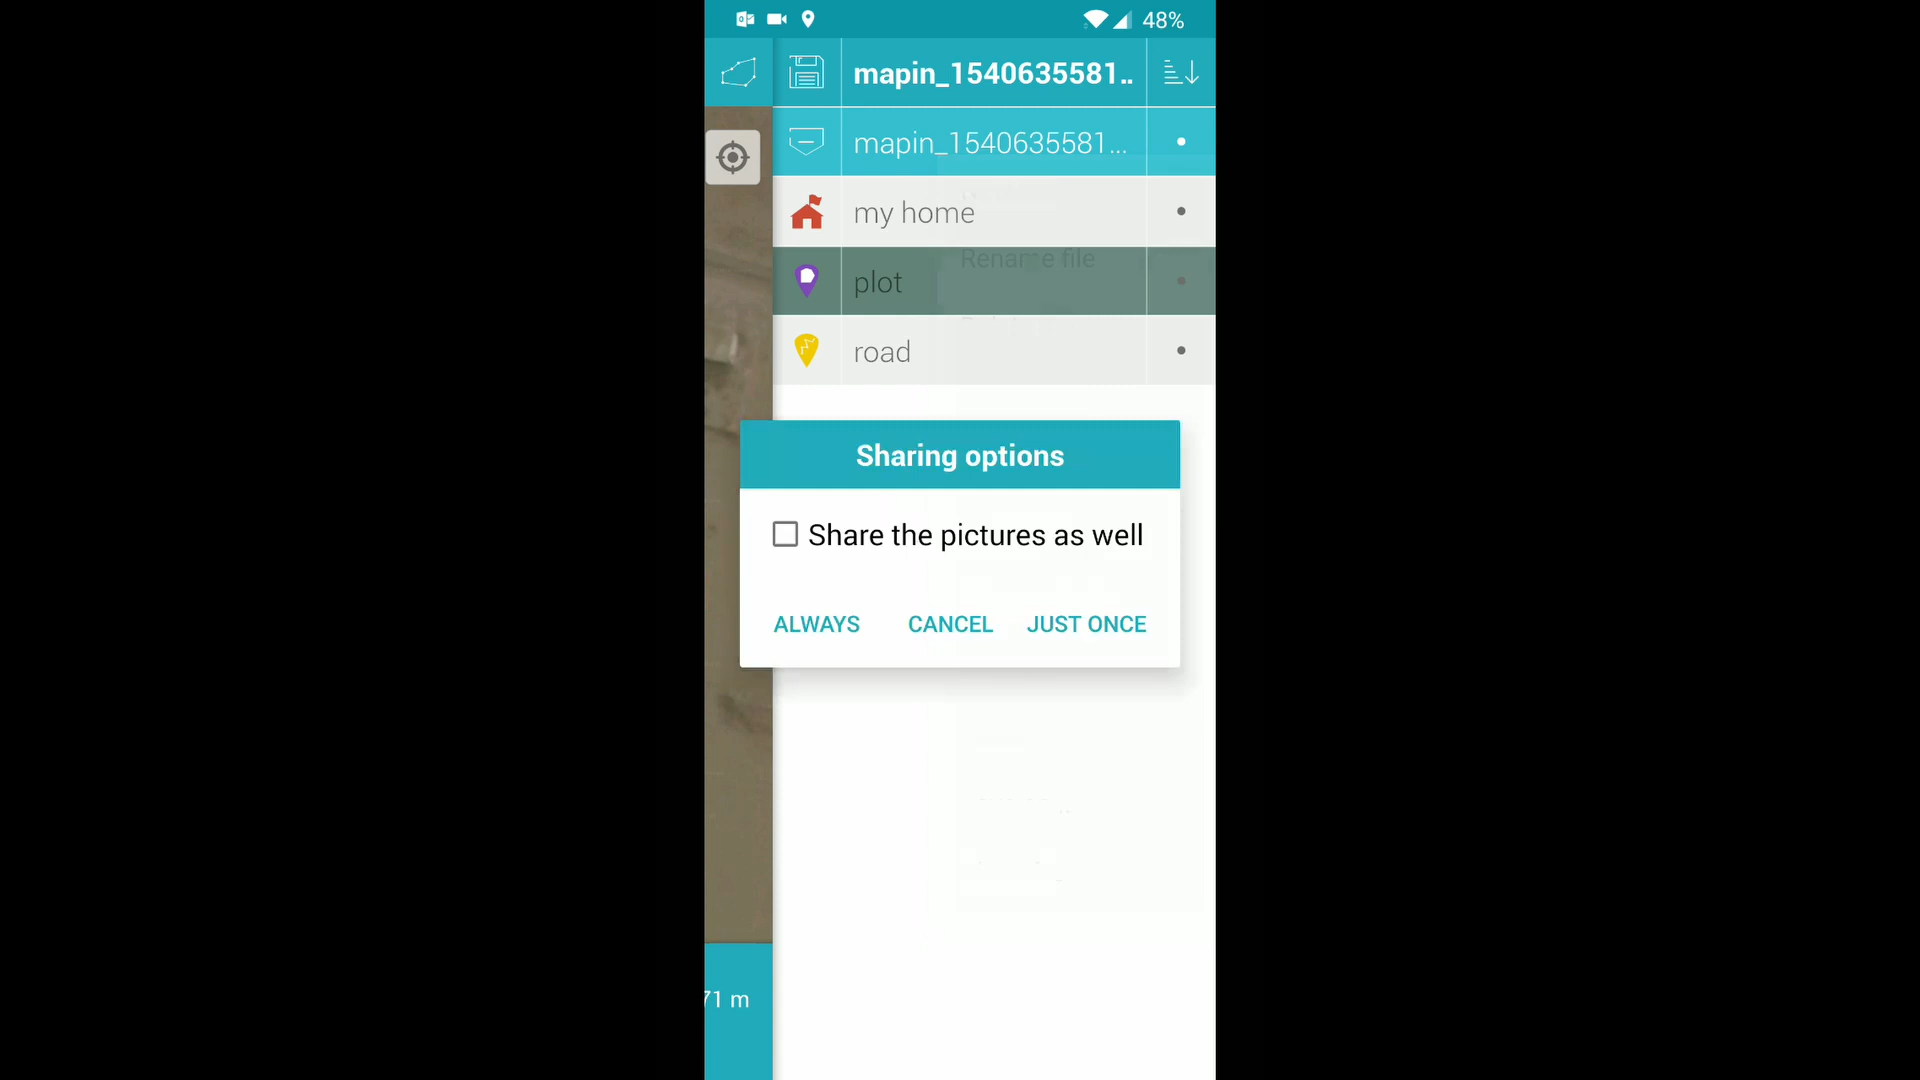 48%
mapin_1540635581..
mapin_1540635581...
my home
Rename file
plot
road
Sharing options
Share the pictures as well
ALWAYS CANCEL JUST ONCE
71 m